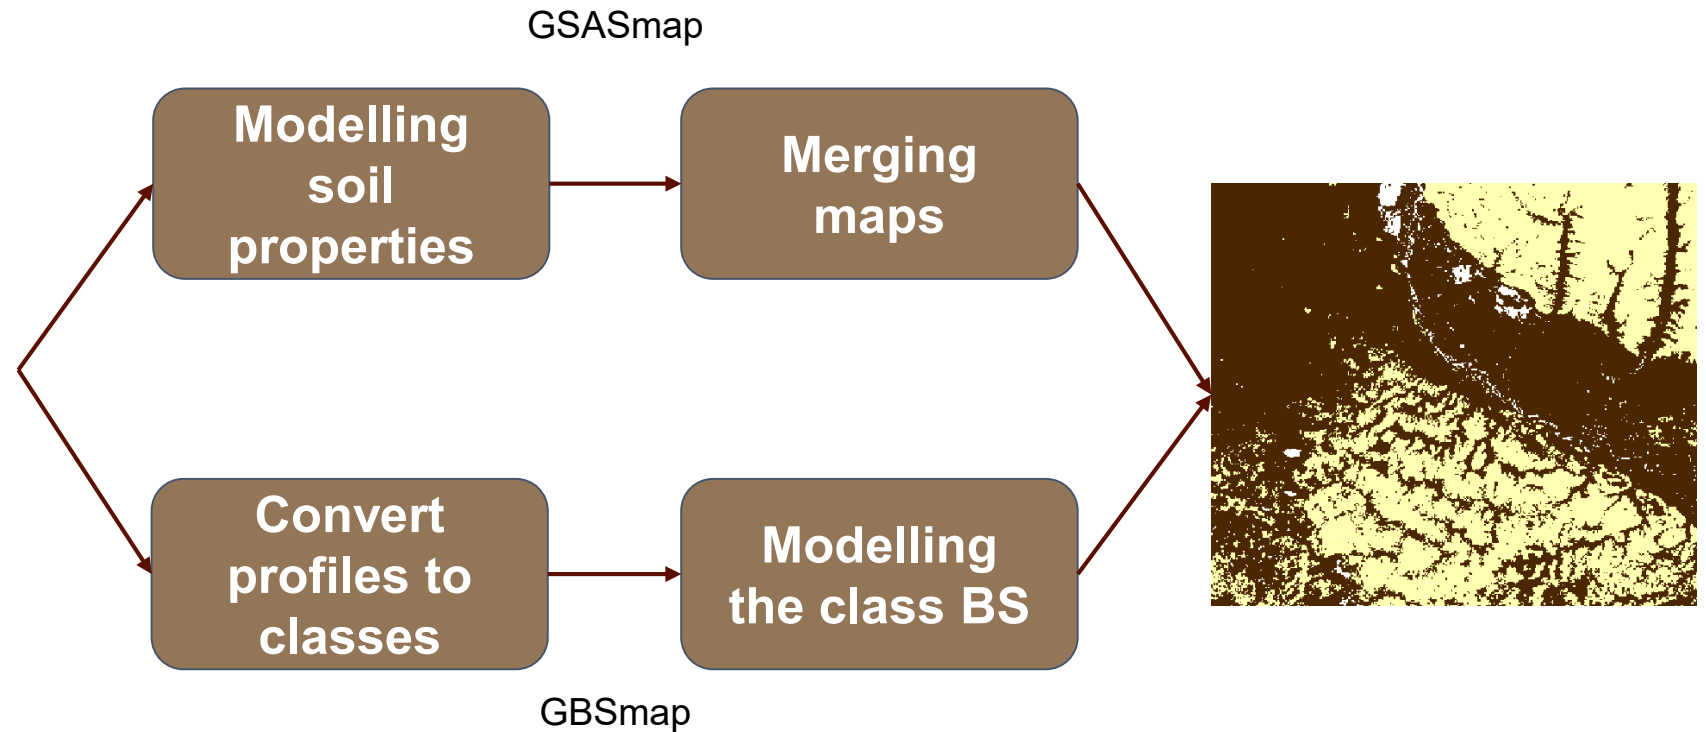 GSASmap
Modelling
soil
properties
Merging
maps
Convert
profiles to
classes
Modelling
the class BS
GBSmap